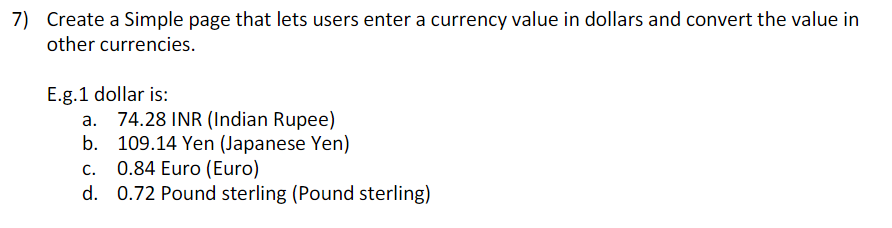 7) Create a Simple page that lets users enter a currency value in dollars and convert the value in
other currencies.
E.g.1 dollar is:
a. 74.28 INR (Indian Rupee)
b. 109.14 Yen (Japanese Yen)
c. 0.84 Euro (Euro)
d. 0.72 Pound sterling (Pound sterling)